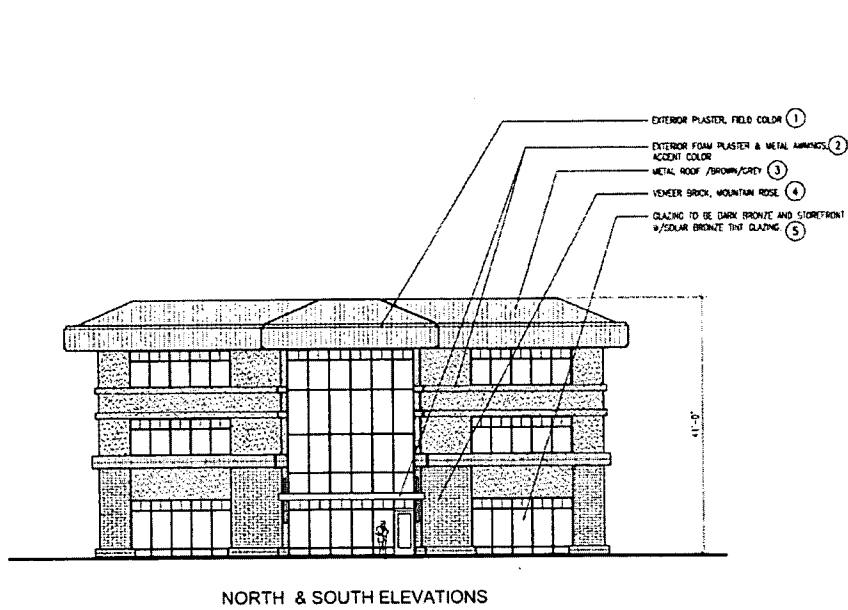 EXTERIOR PLASTER, FIELD COLOR 1
EXTERIOR FOAM PLASTER & METAL AWNINGS, 2
ACCENT COLOR
METAL ROOF /BROWN/GREY 3
VENEER BRICK, MOUNTAIN ROSE 4
GLAZING TO BE DARK BRONZE AND STOREFRONT
W/SOLAR BRONZE TINT GLAZING. 5
41'-0"
NORTH & SOUTH ELEVATIONS